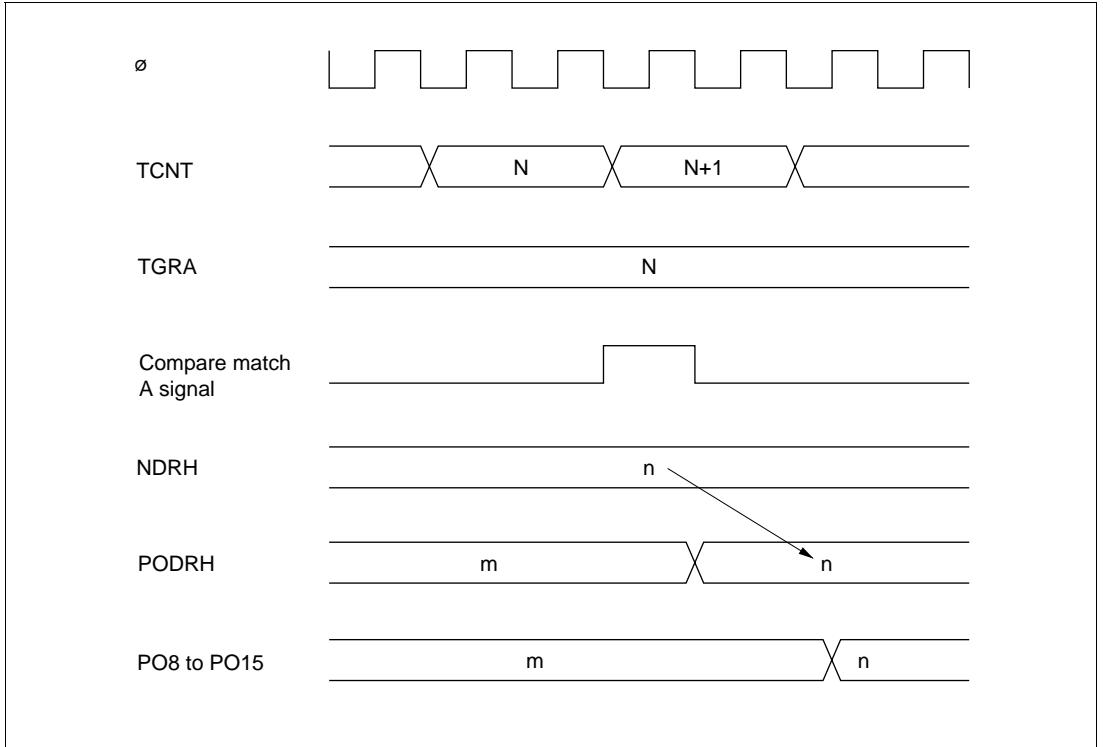 ø
TCNT
N
N+1
TGRA
N
Compare match
A signal
NDRH
n
PODRH
m
n
PO8 to PO15
m
n